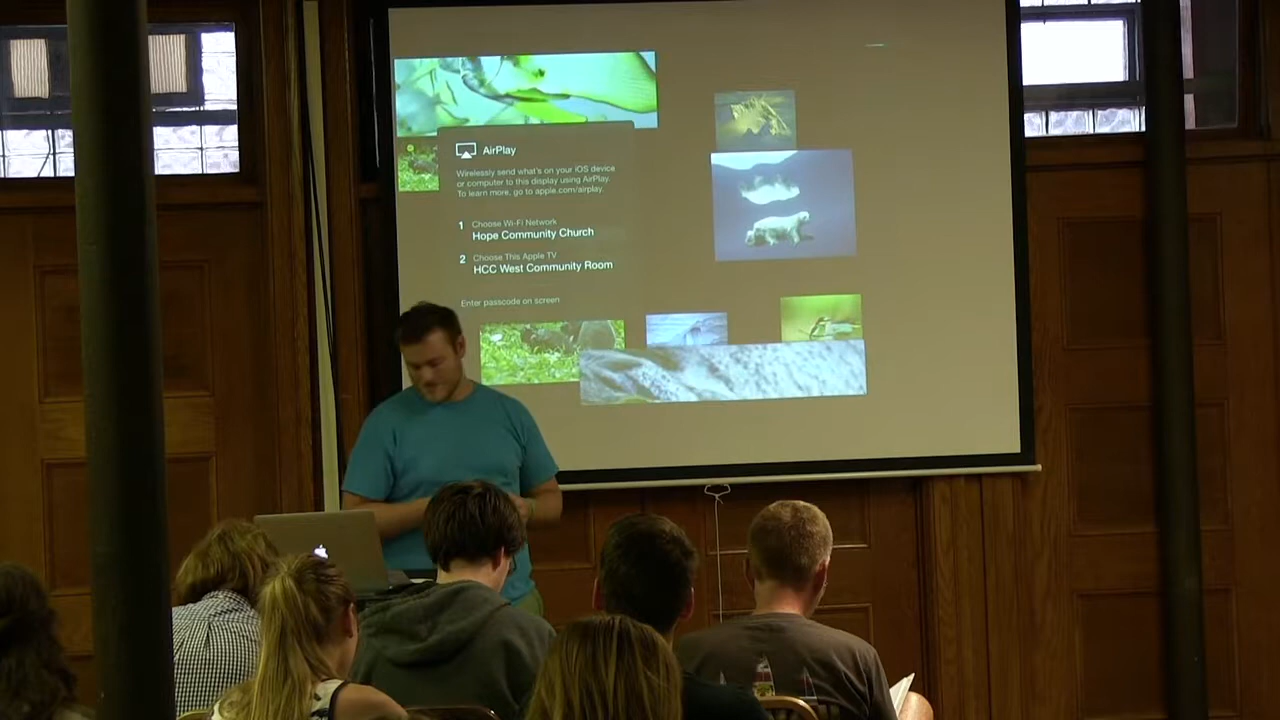 AirPlay
Wirelessly send what's on your iOS device
or computer to this display using AirPlay.
To learn more, go to apple.com/airplay.
1 Choose Wi-Fi Network
Hope Community Church
2 Choose This Apple TV
HCC West Community Room
Enter passcode on screen